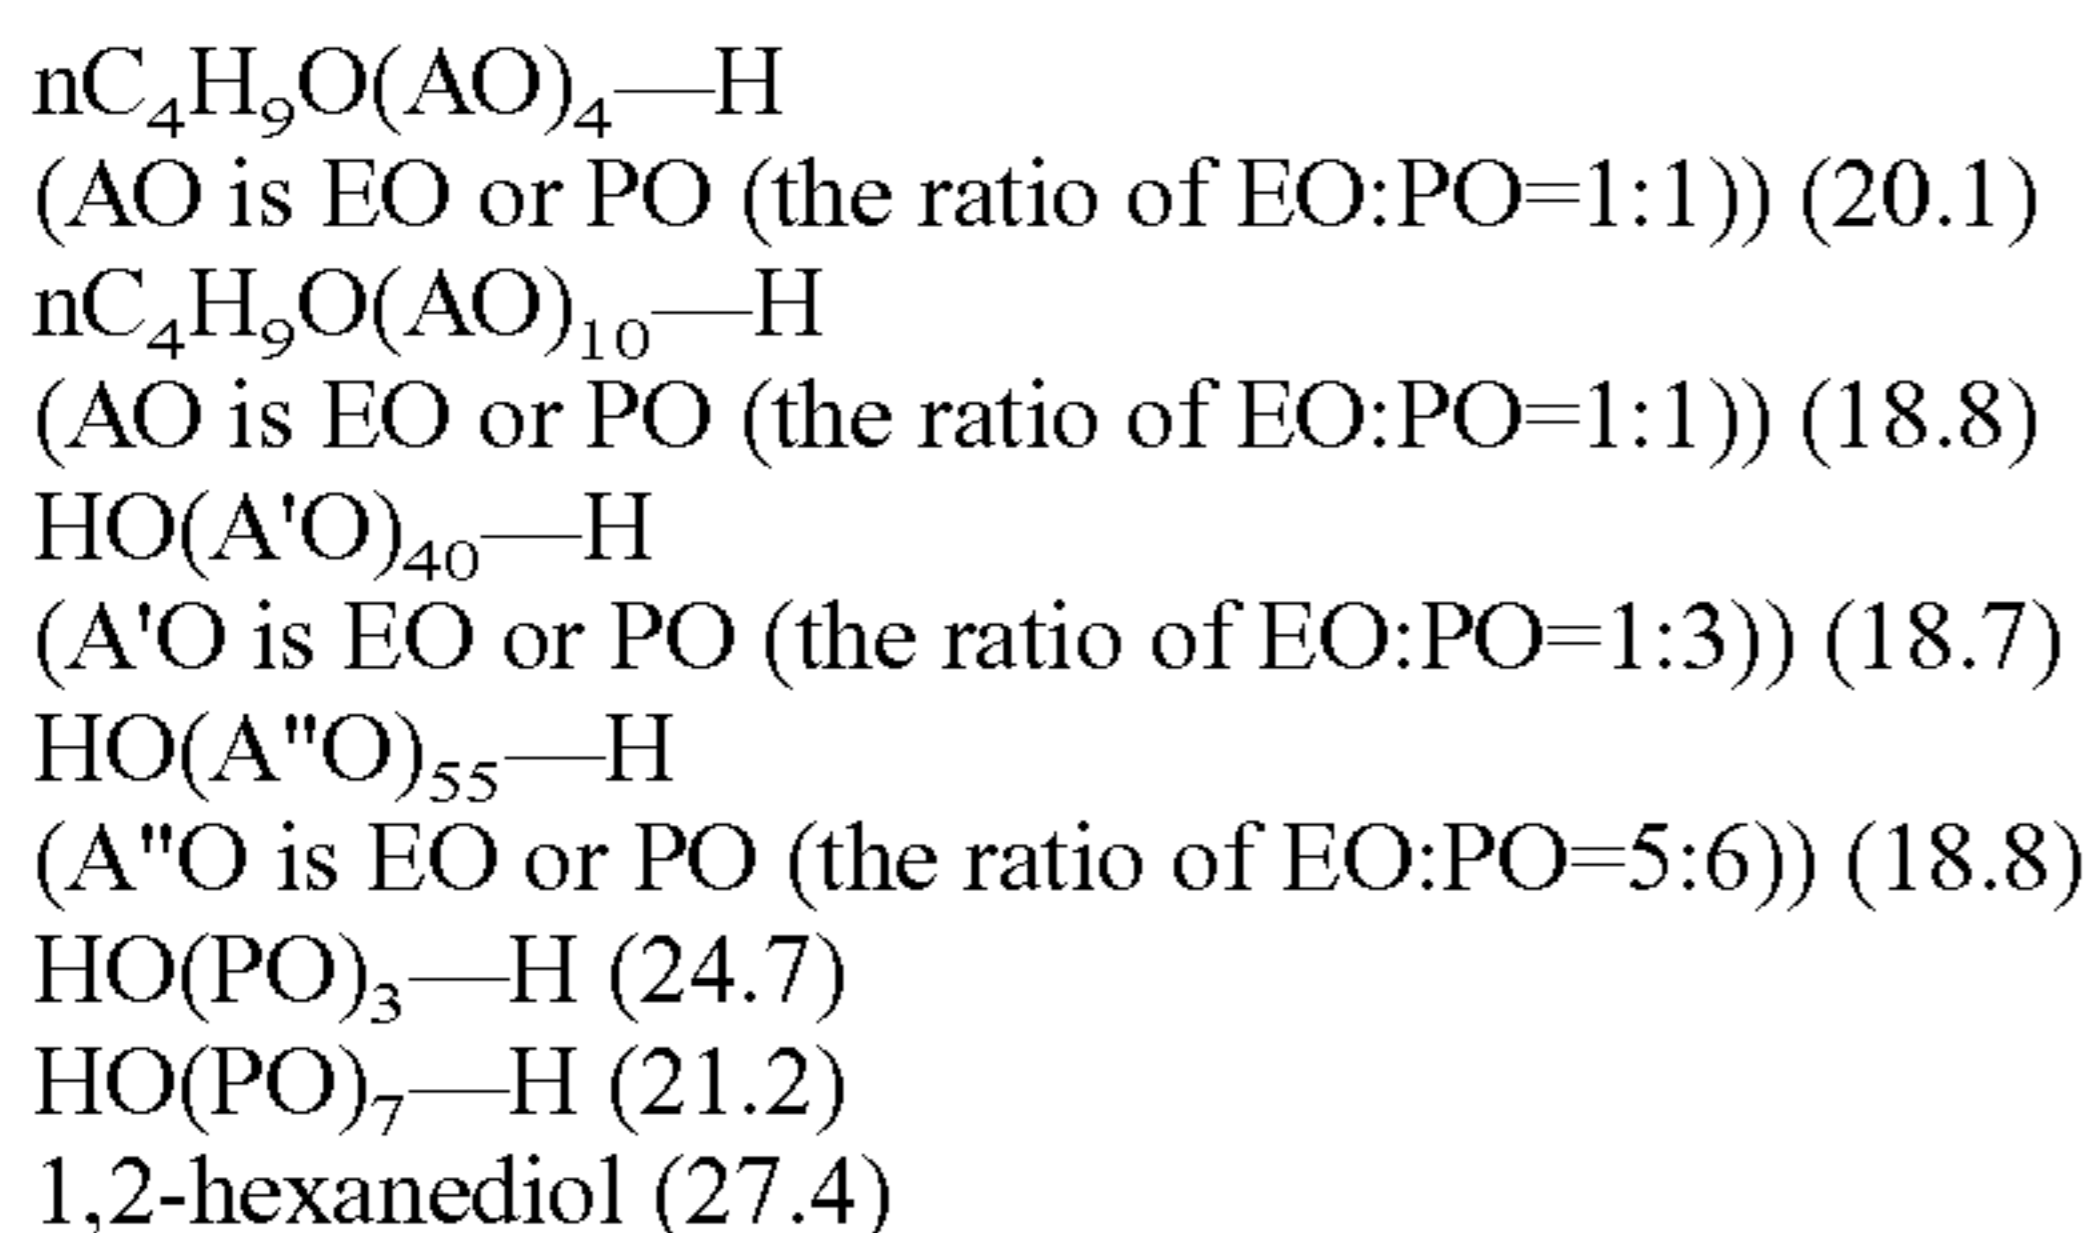 nC₄H₉O(AO)₄—H
(AO is EO or PO (the ratio of EO:PO=1:1)) (20.1)
nC₄H₉O(AO)₁₀—H
(AO is EO or PO (the ratio of EO:PO=1:1)) (18.8)
HO(A'O)₄₀—H
(A'O is EO or PO (the ratio of EO:PO=1:3)) (18.7)
HO(A"O)₅₅—H
(A"O is EO or PO (the ratio of EO:PO=5:6)) (18.8)
HO(PO)₃—H (24.7)
HO(PO)₇—H (21.2)
1,2-hexanediol (27.4)